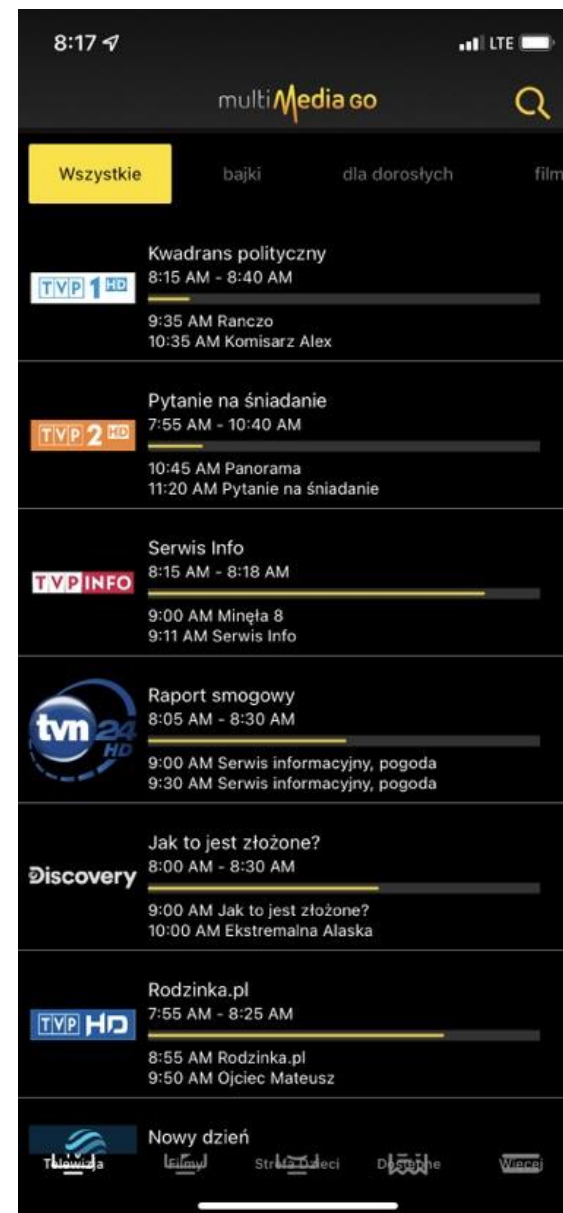 8:17
LTE
multiMedia GO
Wszystkie bajki dla dorosłych film
TVP 1 HD
Kwadrans polityczny
8:15 AM - 8:40 AM
9:35 AM Ranczo
10:35 AM Komisarz Alex
TVP 2 HD
Pytanie na śniadanie
7:55 AM - 10:40 AM
10:45 AM Panorama
11:20 AM Pytanie na śniadanie
TVP INFO
Serwis Info
8:15 AM - 8:18 AM
9:00 AM Minęła 8
9:11 AM Serwis Info
tvn 24 HD
Raport smogowy
8:05 AM - 8:30 AM
9:00 AM Serwis informacyjny, pogoda
9:30 AM Serwis informacyjny, pogoda
Discovery
Jak to jest złożone?
8:00 AM - 8:30 AM
9:00 AM Jak to jest złożone?
10:00 AM Ekstremalna Alaska
TVP HD
Rodzinka.pl
7:55 AM - 8:25 AM
8:55 AM Rodzinka.pl
9:50 AM Ojciec Mateusz
Nowy dzień
Telewizja Filmy Strefa Dzieci Dostępne Więcej